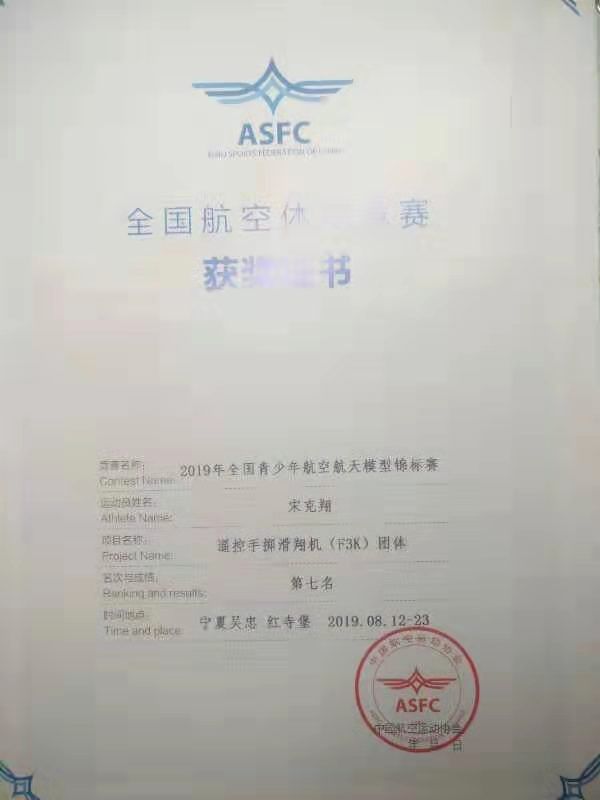 ASFC
AERO SPORTS FEDERATION OF CHINA
全国航空休 赛
获奖证书
竞赛名称:
Contest Name:
2019年全国青少年航空航天模型锦标赛
运动员姓名:
Athlete Name:
宋克翔
项目名称:
Project Name:
遥控手掷滑翔机（F3K）团体
名次与成绩:
Ranking and results:
第七名
时间地点:
Time and place:
宁夏吴忠 红寺堡 2019.08.12-23
中国航空运动协会
ASFC
中国航空运动协会
年 月 日